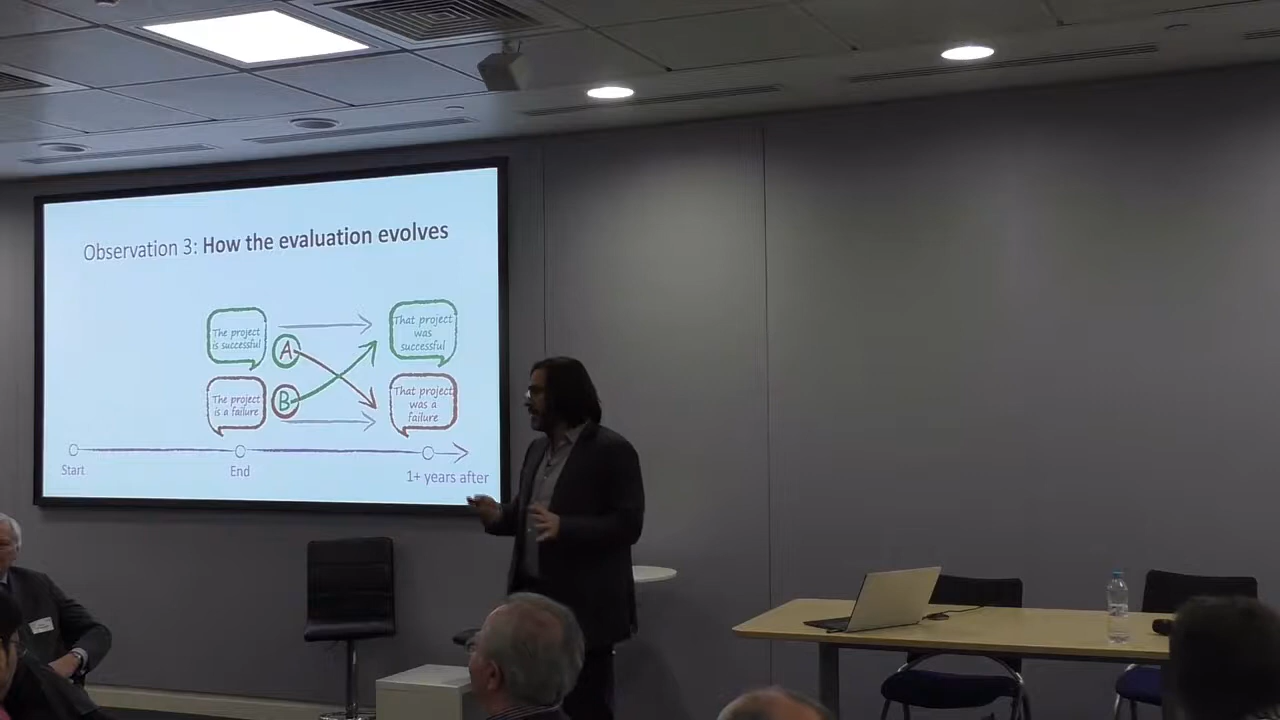 Observation 3: How the evaluation evolves
The project
is successful
A
That project
was
successful
The project
is a failure
B
That project
was a
failure
Start
End
1+ years after